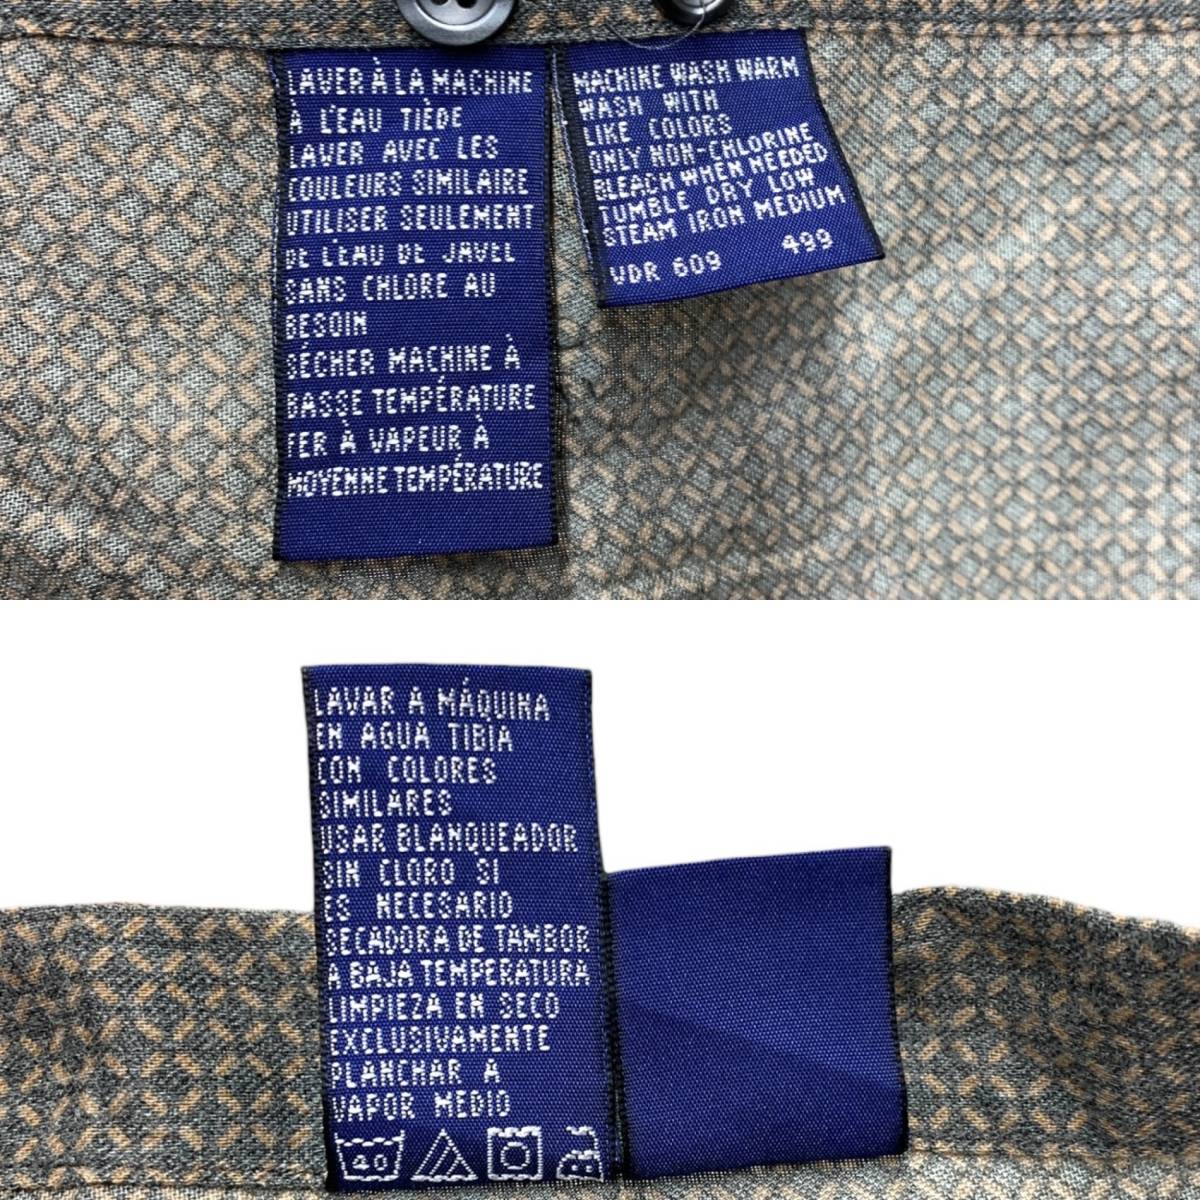 LAVER À LA MACHINE
À L'EAU TIÈDE
LAVER AVEC LES
COULEURS SIMILAIRE
UTILISER SEULEMENT
DE L'EAU DE JAVEL
SANS CHLORE AU
BESOIN
SÉCHER MACHINE À
BASSE TEMPÉRATURE
FER À VAPEUR À
MOYENNE TEMPÉRATURE
MACHINE WASH WARM
WASH WITH
LIKE COLORS
ONLY NON-CHLORINE
BLEACH WHEN NEEDED
TUMBLE DRY LOW
STEAM IRON MEDIUM
VDR 609 499
LAVAR A MÁQUINA
EN AGUA TIBIA
CON COLORES
SIMILARES
USAR BLANQUEADOR
SIN CLORO SI
ES NECESARIO
SECADORA DE TAMBOR
A BAJA TEMPERATURA
LIMPIEZA EN SECO
EXCLUSIVAMENTE
PLANCHAR A
VAPOR MEDIO
40